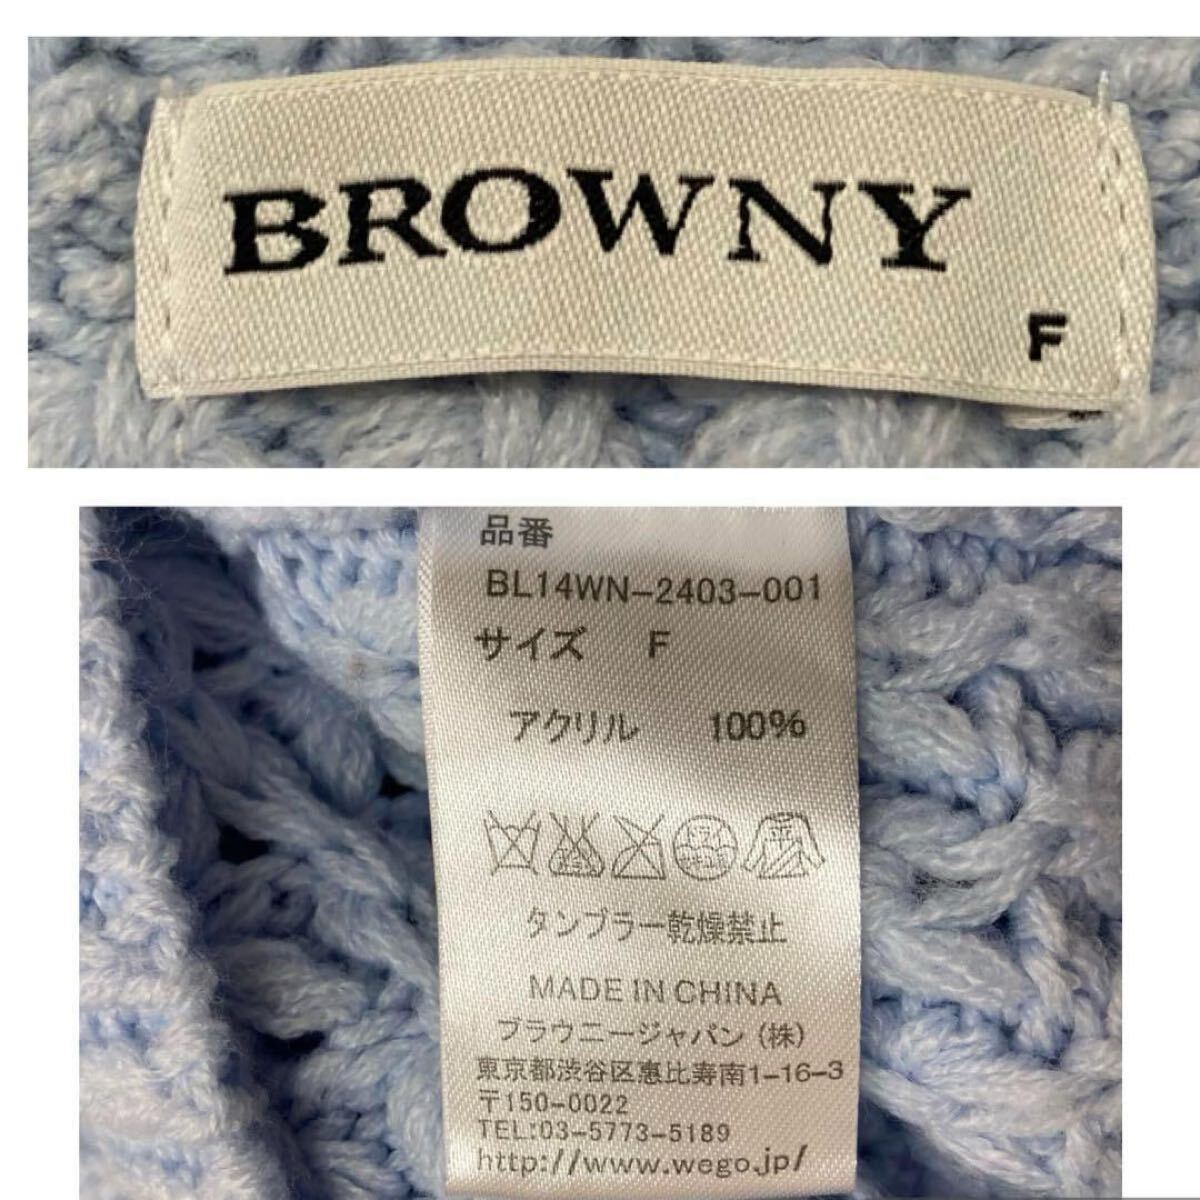 BROWNY
F
品番
BL14WN-2403-001
サイズ F
アクリル 100%
タンブラー乾燥禁止
MADE IN CHINA
ブラウニージャパン(株)
東京都渋谷区恵比寿南1-16-3
〒150-0022
TEL:03-5773-5189
http://www.wego.jp/